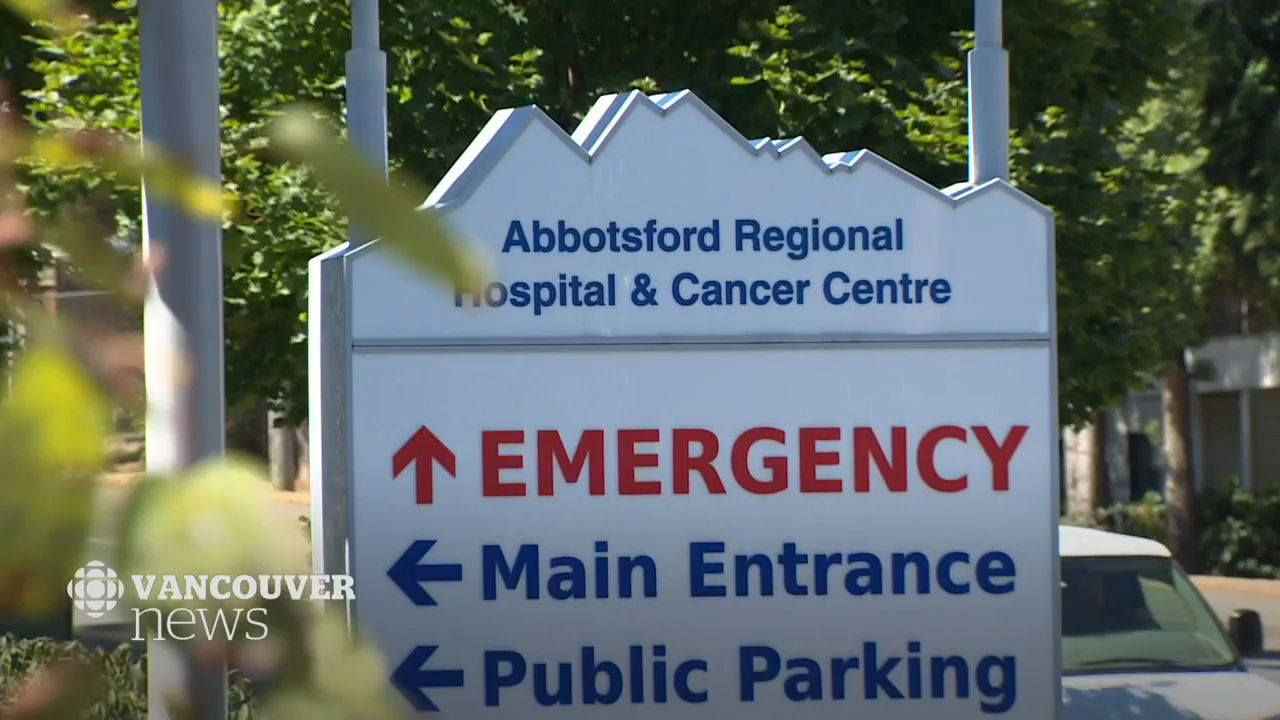 Abbotsford Regional
Hospital & Cancer Centre
EMERGENCY
Main Entrance
Public Parking
VANCOUVER
news